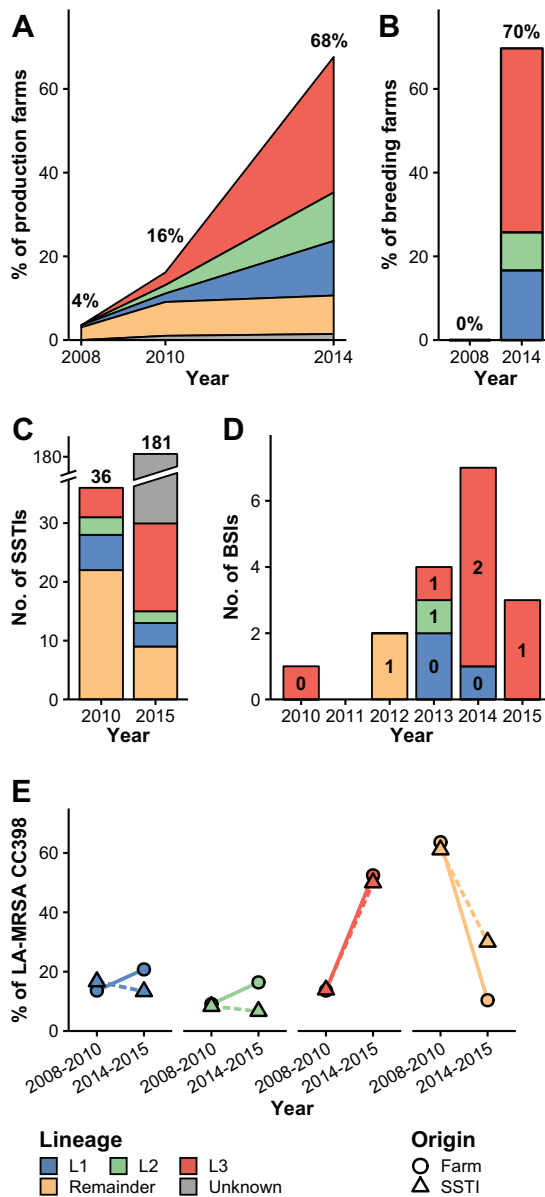 A
% of production farms
60
40
20
0
4%
16%
68%
2008 2010 2014
Year
B
% of breeding farms
60
40
20
0
70%
0%
2008 2014
Year
C
No. of SSTIs
180
30
20
10
0
36
181
2010 2015
Year
D
No. of BSIs
6
4
2
0
0
1
1
1
0
2
0
1
2010 2011 2012 2013 2014 2015
Year
E
% of LA-MRSA CC398
60
40
20
0
2008-2010 2014-2015 2008-2010 2014-2015 2008-2010 2014-2015 2008-2010 2014-2015
Year
Lineage
L1 L2 L3
Remainder Unknown
Origin
Farm
SSTI